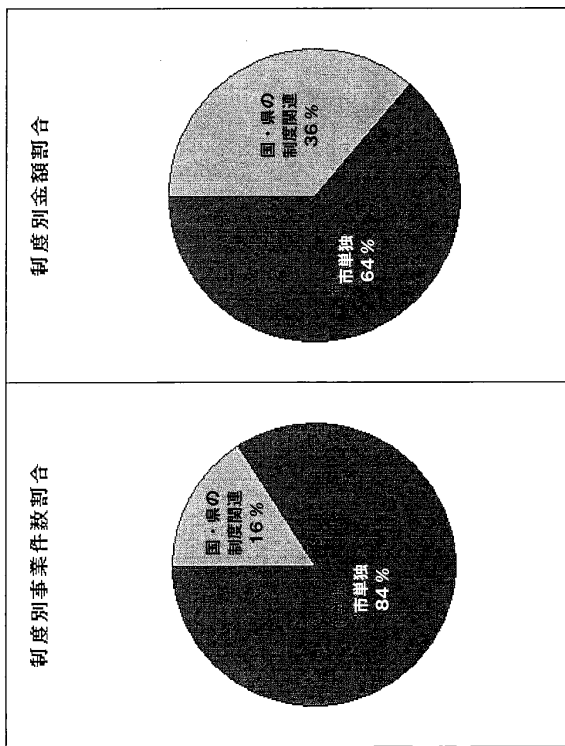 制度別事業件数割合
国・県の
制度関連
16%
市単独
84%
制度別金額割合
国・県の
制度関連
36%
市単独
64%